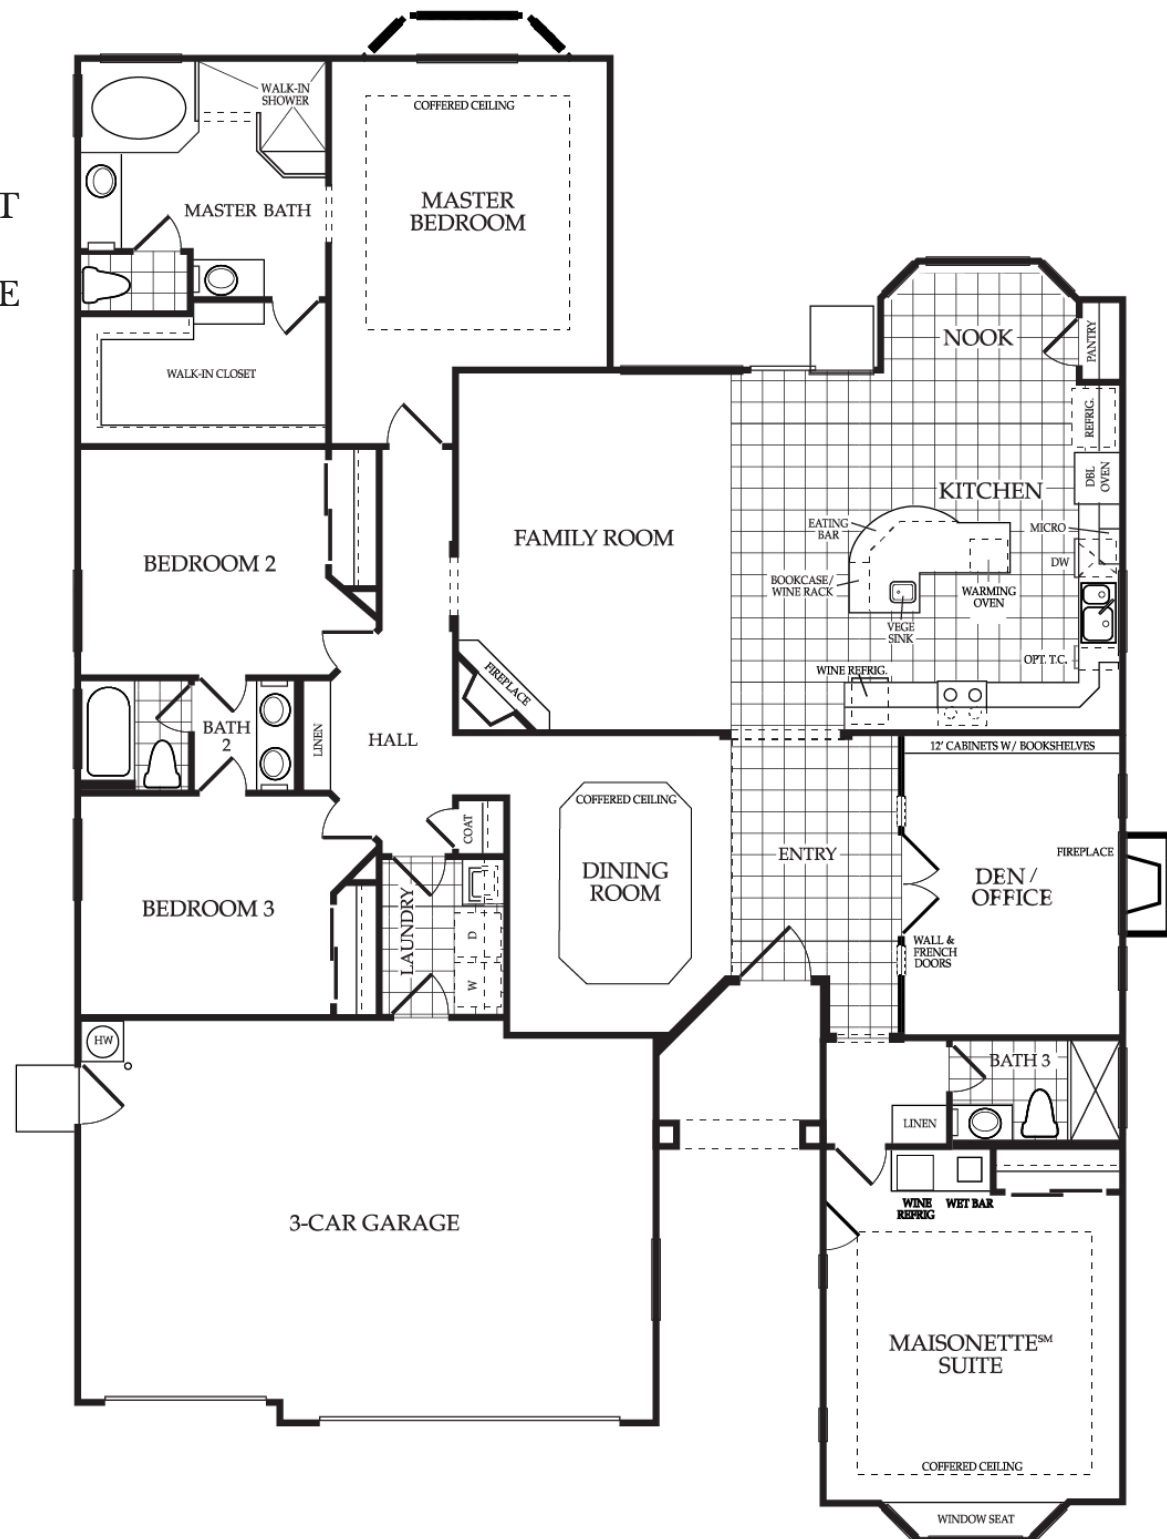 WALK-IN
SHOWER
COFFERED CEILING
T
MASTER BATH
MASTER
BEDROOM
E
NOOK
PANTRY
WALK-IN CLOSET
REFRIG.
DBL
OVEN
KITCHEN
EATING
BAR
MICRO
FAMILY ROOM
DW
BEDROOM 2
BOOKCASE/
WINE RACK
WARMING
OVEN
VEGE
SINK
OPT. T.C.
WINE REFRIG.
FIREPLACE
BATH
2
LINEN
HALL
12' CABINETS W/ BOOKSHELVES
COFFERED CEILING
COAT
ENTRY
FIREPLACE
DINING
ROOM
DEN /
OFFICE
BEDROOM 3
LAUNDRY
D
W
WALL &
FRENCH
DOORS
HW
BATH 3
LINEN
WINE
REFRIG
WET BAR
3-CAR GARAGE
MAISONETTE℠
SUITE
COFFERED CEILING
WINDOW SEAT